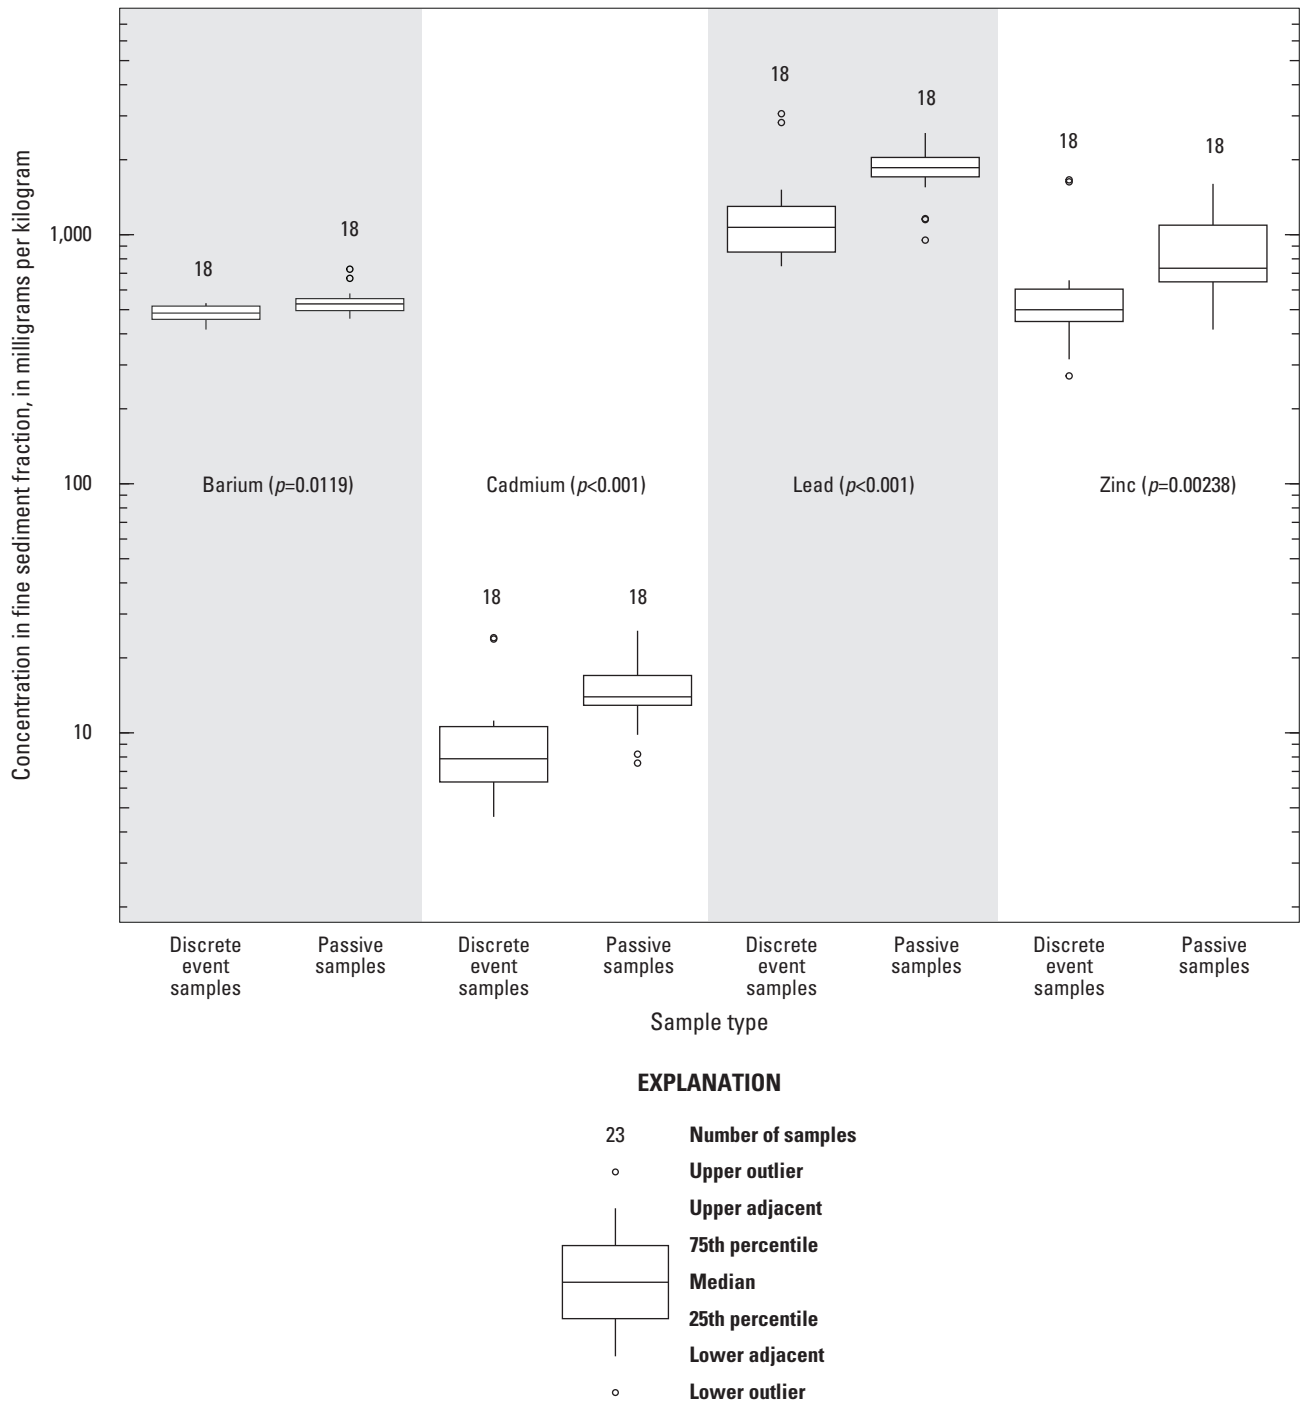 Concentration in fine sediment fraction, in milligrams per kilogram
1,000
100
10
18
18
18
18
18
18
18
18
Barium (p=0.0119)
Cadmium (p<0.001)
Lead (p<0.001)
Zinc (p=0.00238)
Discrete
event
samples
Passive
samples
Discrete
event
samples
Passive
samples
Discrete
event
samples
Passive
samples
Discrete
event
samples
Passive
samples
Sample type
EXPLANATION
23 Number of samples
Upper outlier
Upper adjacent
75th percentile
Median
25th percentile
Lower adjacent
Lower outlier